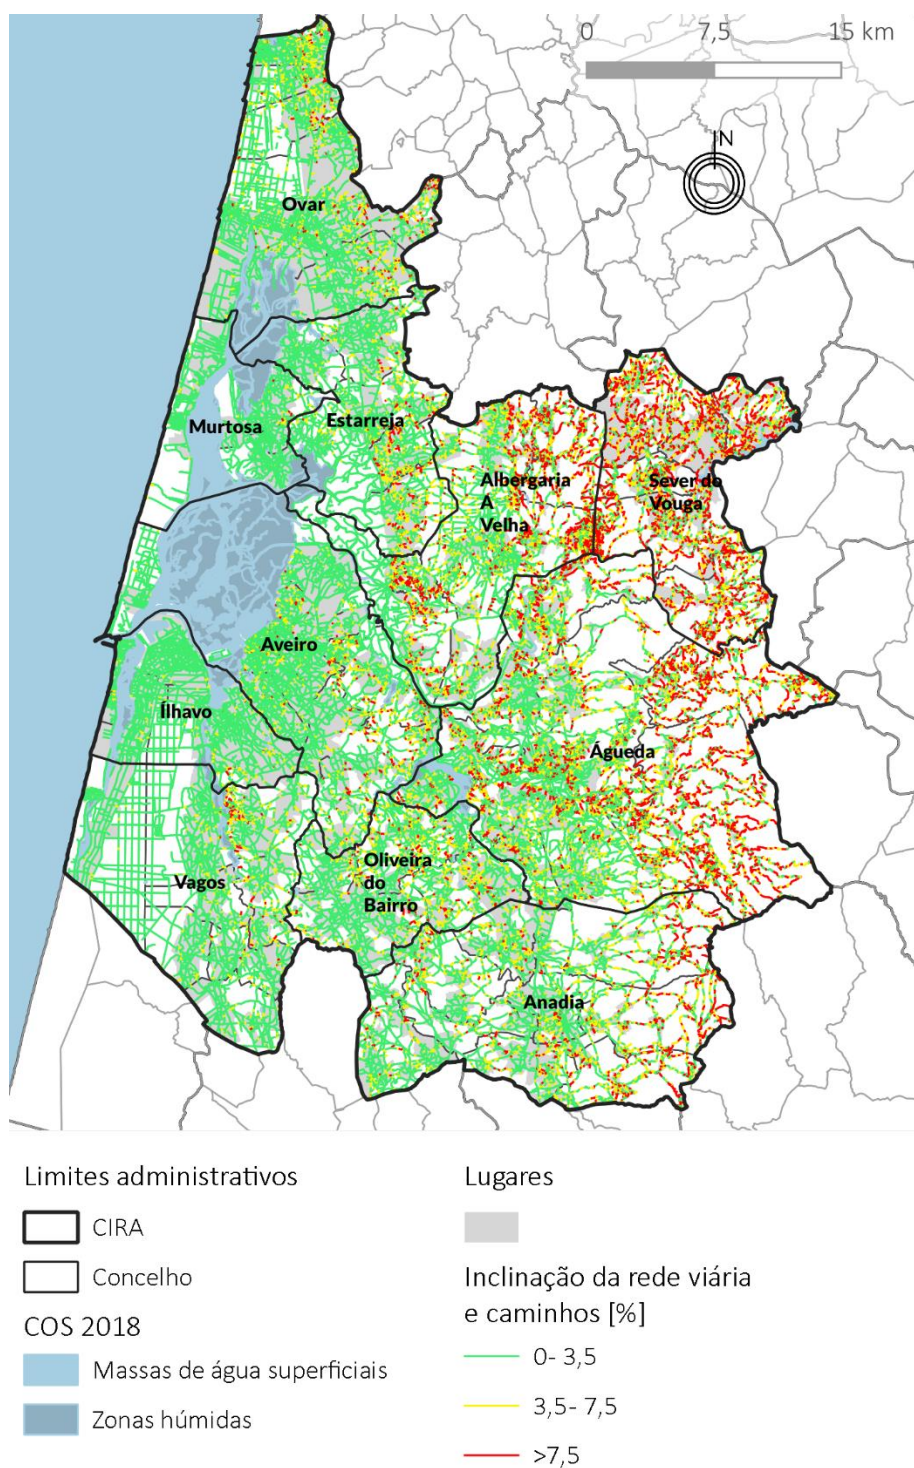 0 7,5 15 km
N
Ovar
Murtosa
Estarreja
Albergaria
A
Velha
Sever do
Vouga
Aveiro
Ílhavo
Águeda
Vagos
Oliveira
do
Bairro
Anadia
Limites administrativos
CIRA
Concelho
COS 2018
Massas de água superficiais
Zonas húmidas
Lugares
Inclinação da rede viária
e caminhos [%]
0- 3,5
3,5- 7,5
>7,5